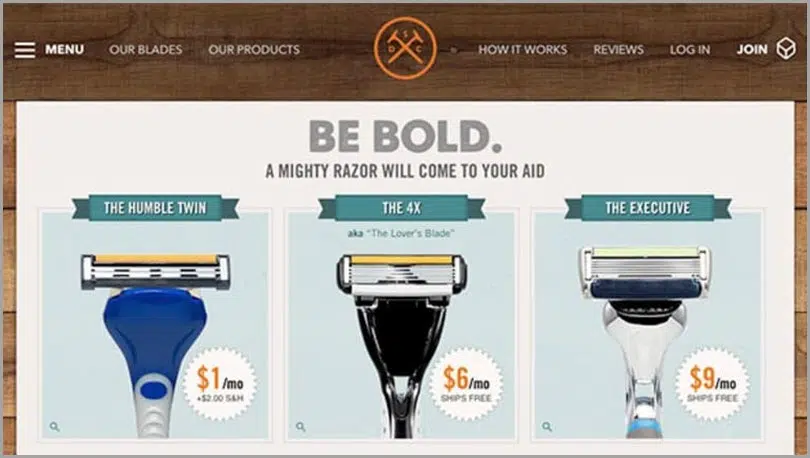 MENU
OUR BLADES
OUR PRODUCTS
D S C
HOW IT WORKS
REVIEWS
LOG IN
JOIN
BE BOLD.
A MIGHTY RAZOR WILL COME TO YOUR AID
THE HUMBLE TWIN
$1/mo
+$2.00 S&H
THE 4X
aka "The Lover's Blade"
$6/mo
SHIPS FREE
THE EXECUTIVE
$9/mo
SHIPS FREE